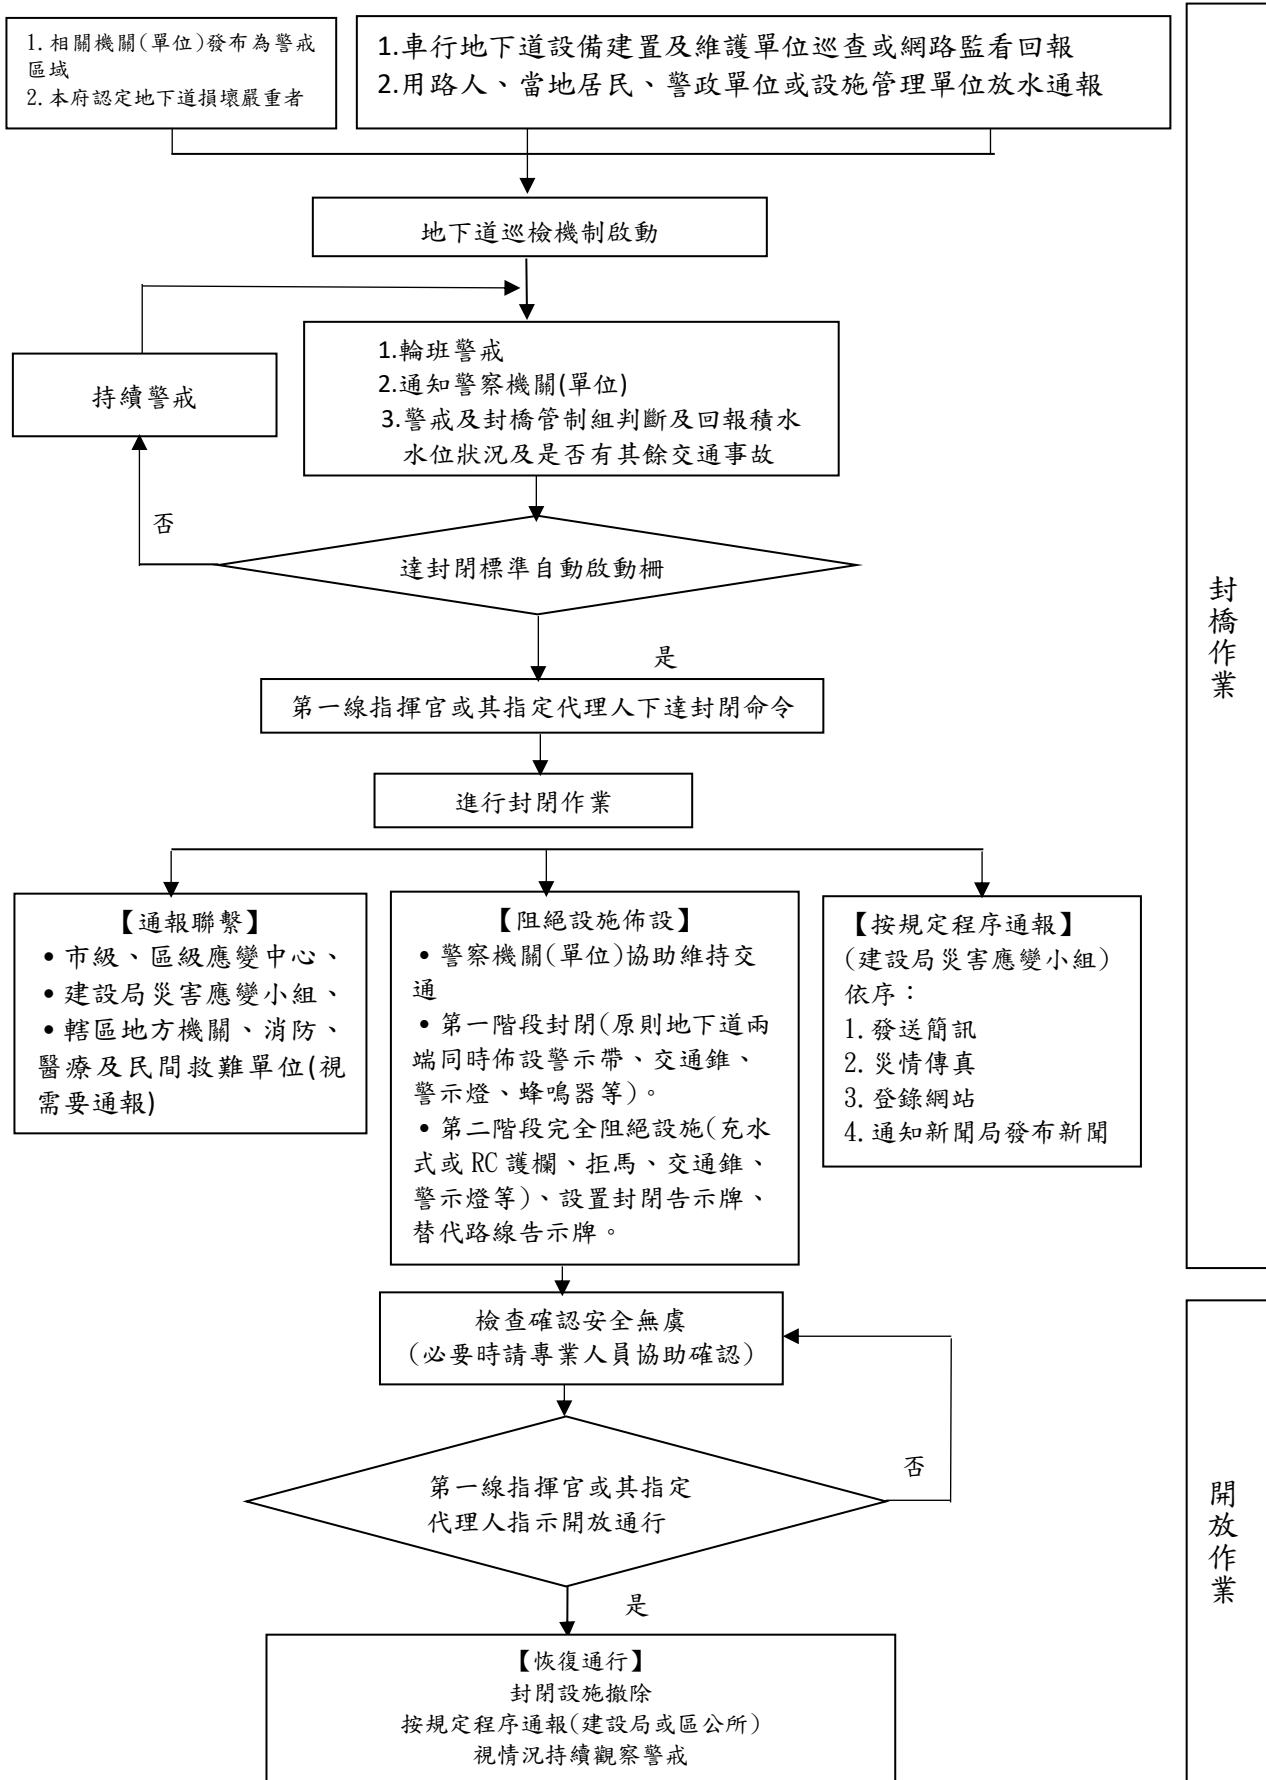 1.相關機關(單位)發布為警戒
區域
2.本府認定地下道損壞嚴重者
1.車行地下道設備建置及維護單位巡查或網路監看回報
2.用路人、當地居民、警政單位或設施管理單位放水通報
地下道巡檢機制啟動
1.輪班警戒
2.通知警察機關(單位)
3.警戒及封橋管制組判斷及回報積水
水位狀況及是否有其餘交通事故
持續警戒
否
達封閉標準自動啟動柵
是
第一線指揮官或其指定代理人下達封閉命令
進行封閉作業
【通報聯繫】
•市級、區級應變中心、
•建設局災害應變小組、
•轄區地方機關、消防、
醫療及民間救難單位(視
需要通報)
【阻絕設施佈設】
•警察機關(單位)協助維持交
通
•第一階段封閉(原則地下道兩
端同時佈設警示帶、交通錐、
警示燈、蜂鳴器等)。
•第二階段完全阻絕設施(充水
式或RC護欄、拒馬、交通錐、
警示燈等)、設置封閉告示牌、
替代路線告示牌。
【按規定程序通報】
(建設局災害應變小組)
依序：
1.發送簡訊
2.災情傳真
3.登錄網站
4.通知新聞局發布新聞
封橋作業
檢查確認安全無虞
(必要時請專業人員協助確認)
否
第一線指揮官或其指定
代理人指示開放通行
是
【恢復通行】
封閉設施撤除
按規定程序通報(建設局或區公所)
視情況持續觀察警戒
開放作業